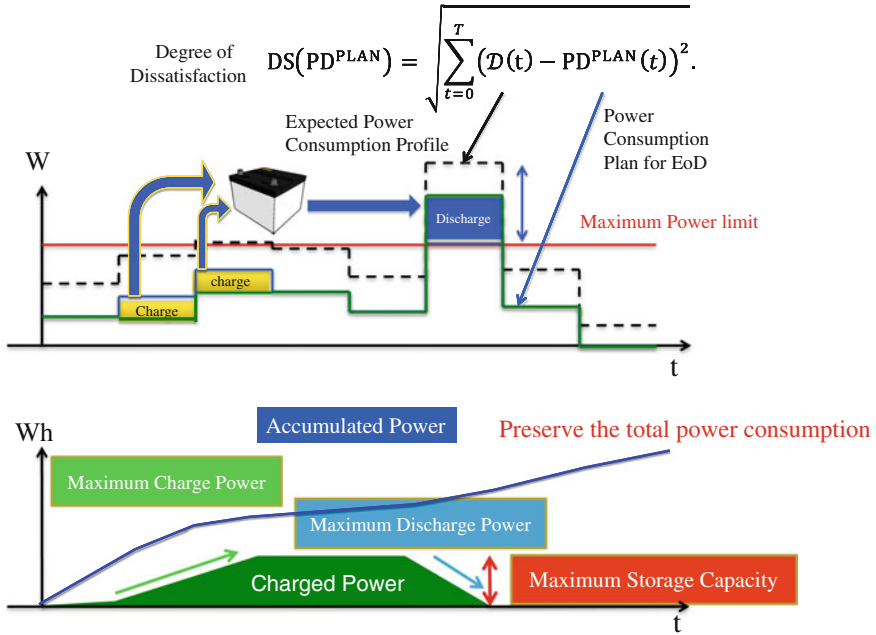 Degree of
Dissatisfaction
DS(PD^PLAN) = √∑_{t=0}^{T} (𝒟(t) − PD^PLAN(t))².
Expected Power
Consumption Profile
Power
Consumption
Plan for EoD
W
Discharge
Maximum Power limit
charge
Charge
t
Wh
Accumulated Power
Preserve the total power consumption
Maximum Charge Power
Maximum Discharge Power
Charged Power
Maximum Storage Capacity
t